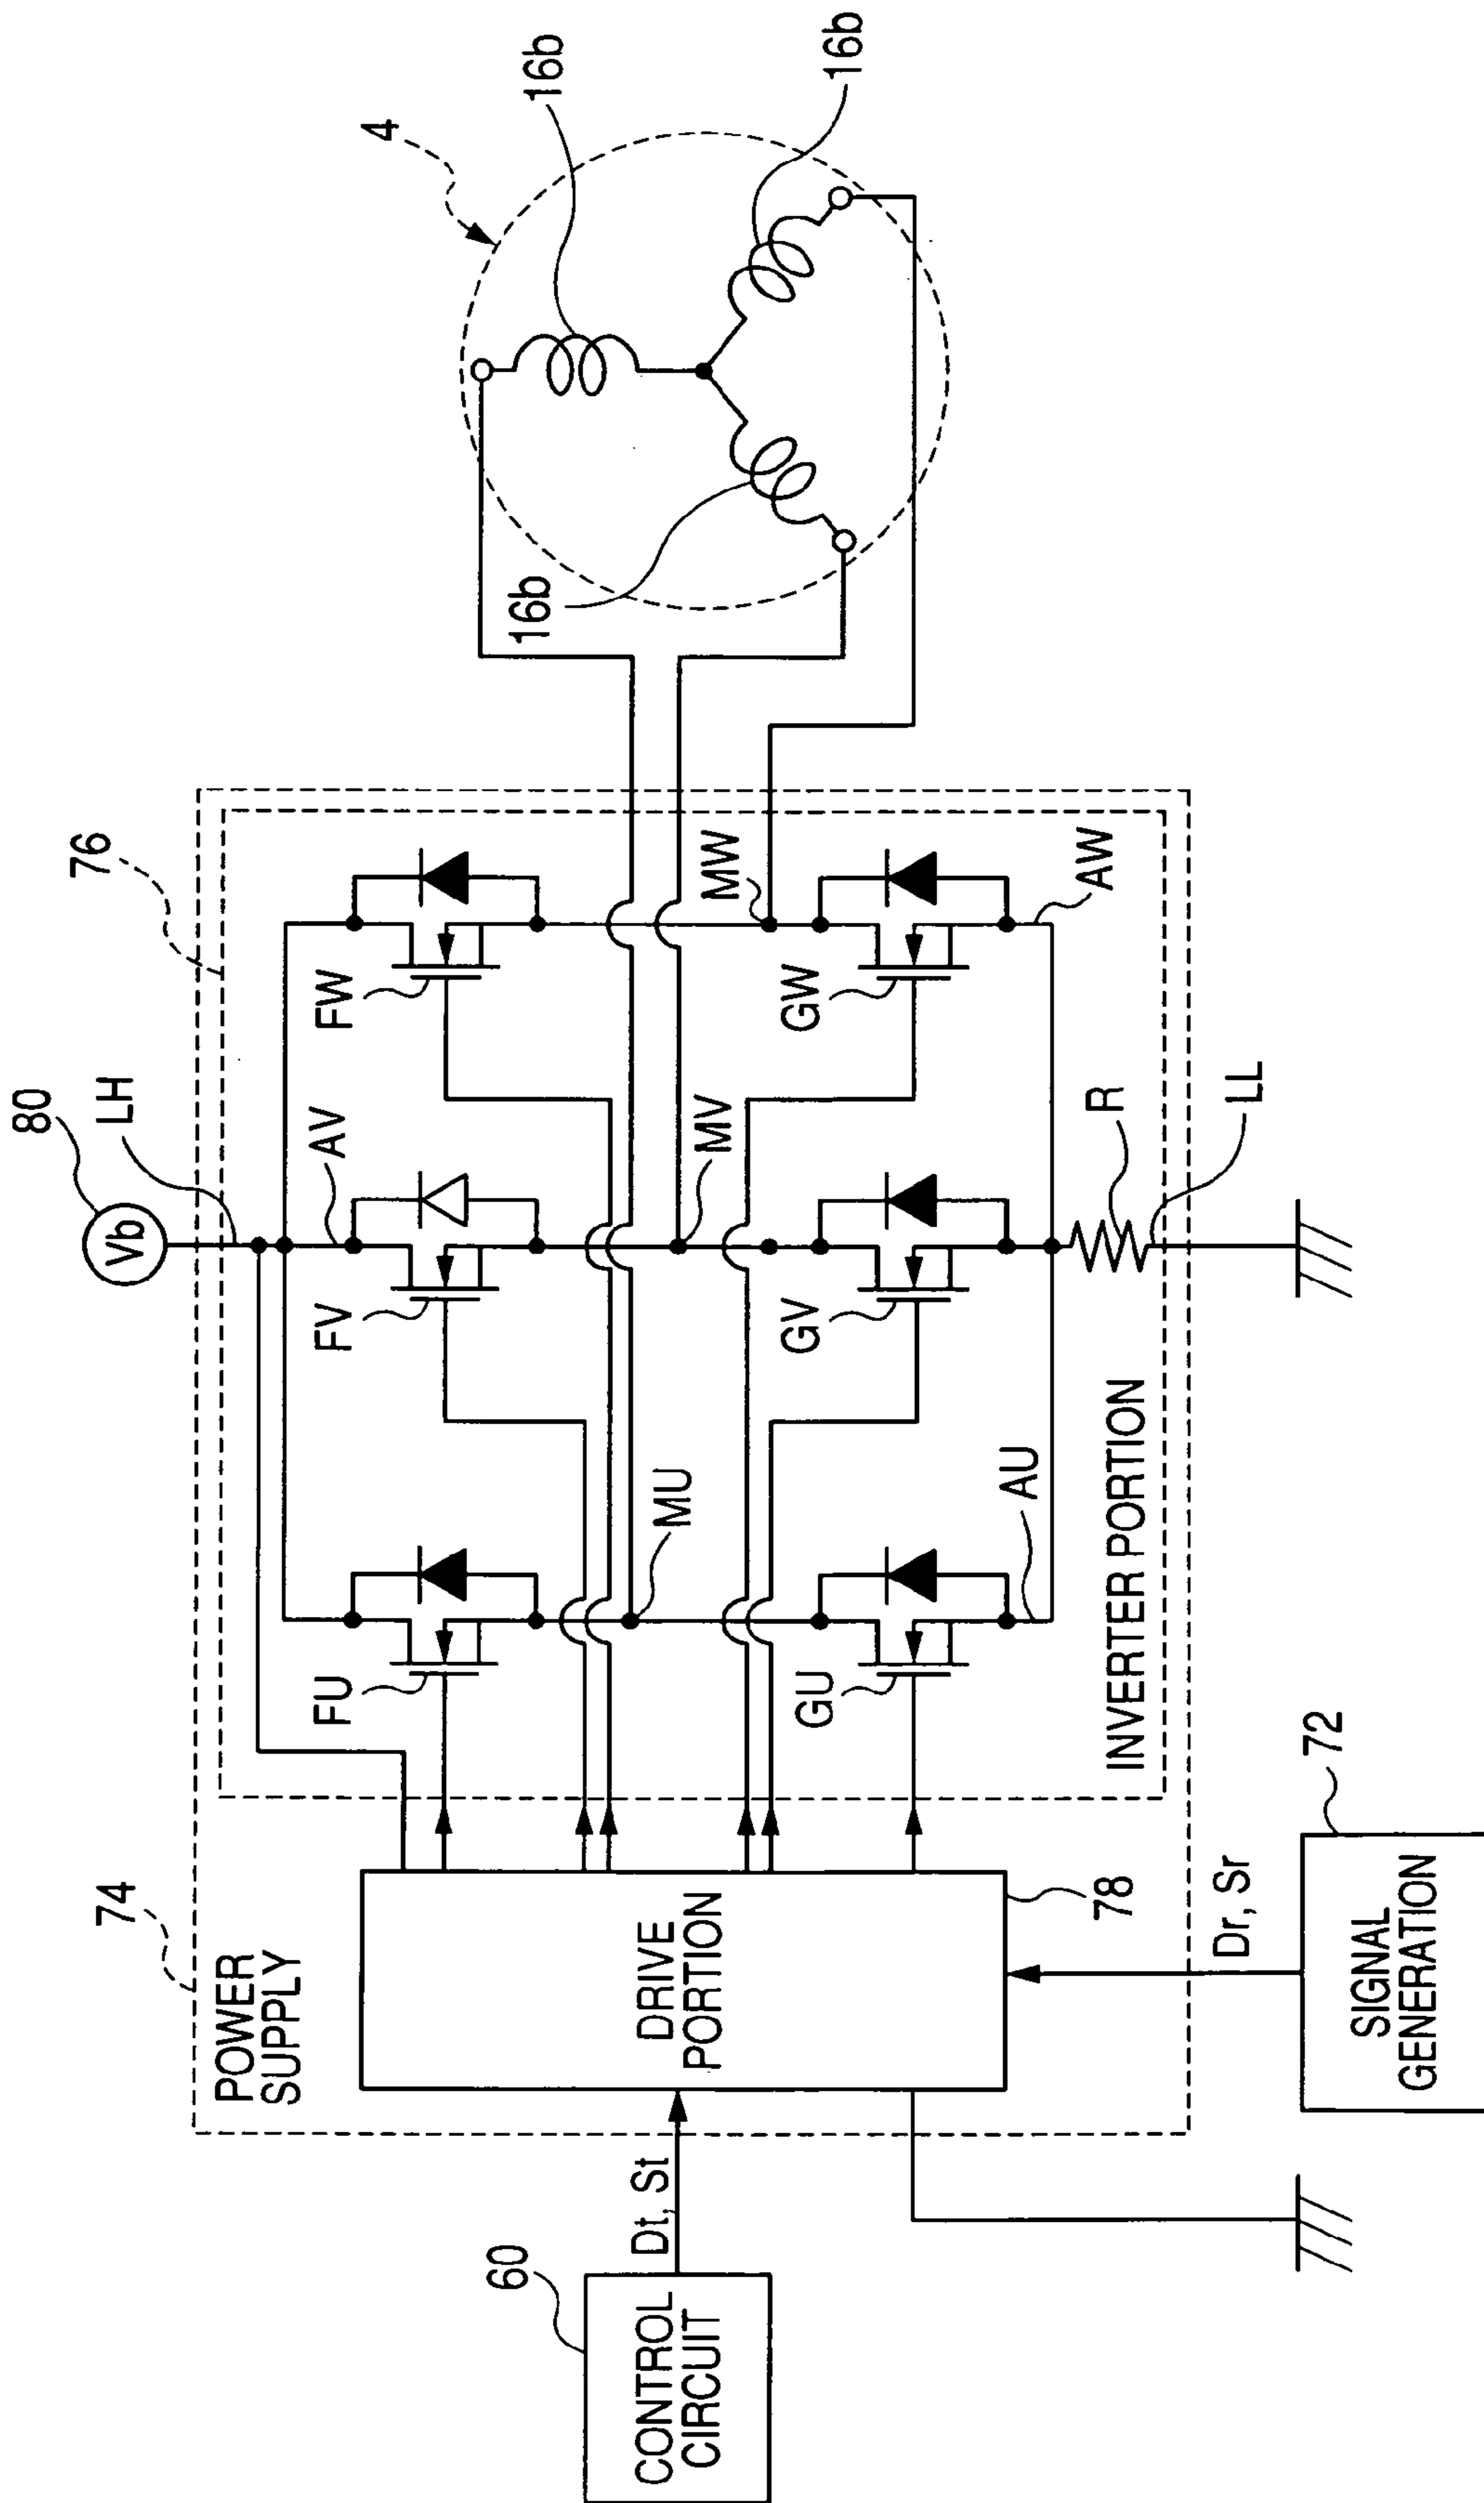 80
Vb
LH
76
4
16b
16b
16b
74
POWER
SUPPLY
AV
FU
FV
FW
MU
MV
MW
GU
GV
GW
AU
AW
R
LL
INVERTER PORTION
DRIVE
PORTION
78
60
CONTROL
CIRCUIT
Dt, St
Dr, Sr
72
SIGNAL
GENERATION